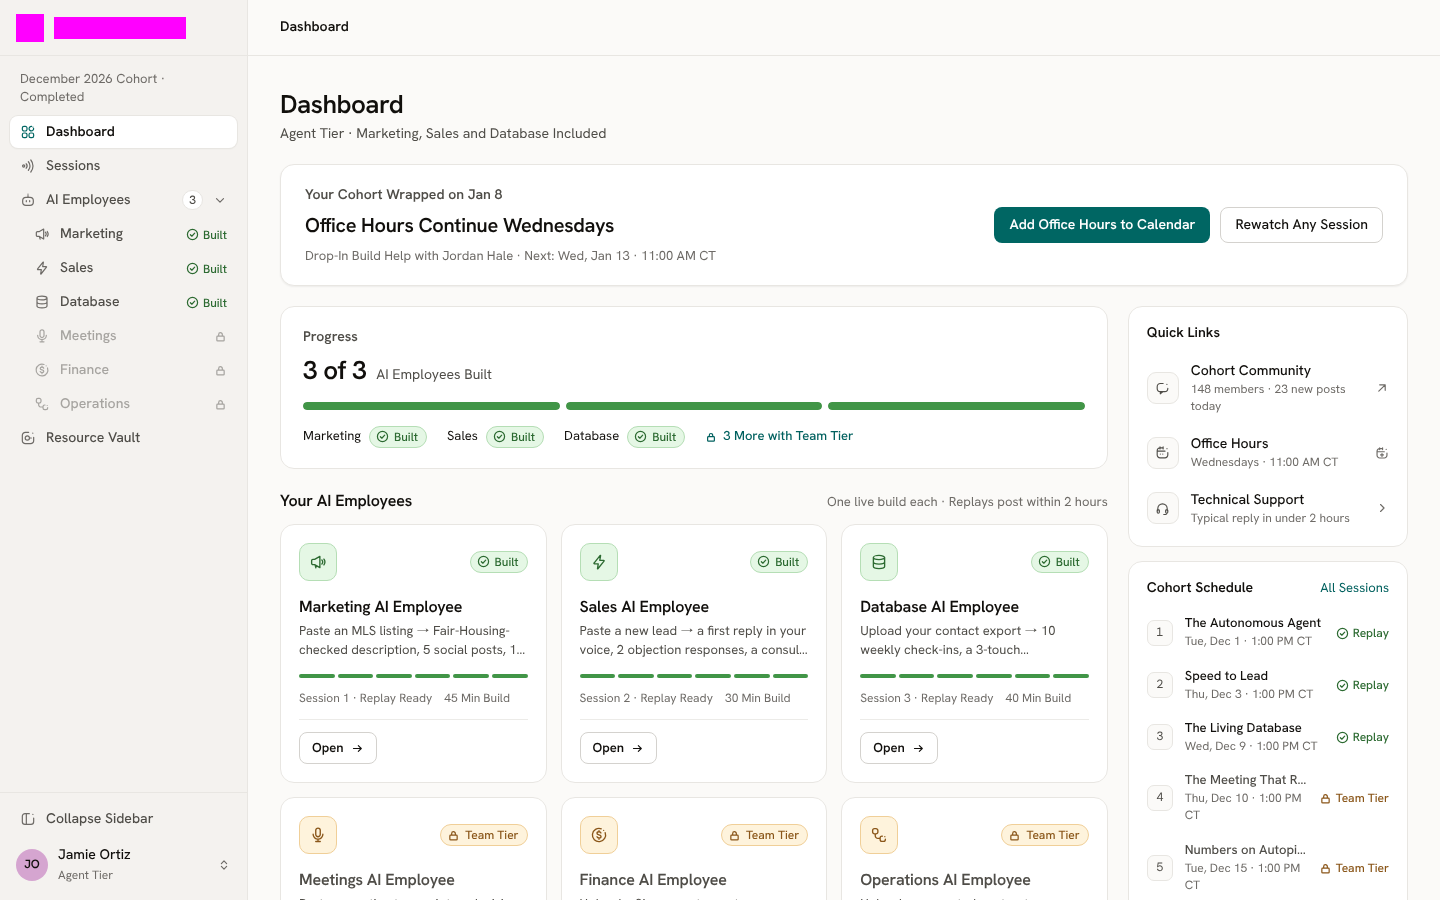 December 2026 Cohort ·
Completed
Dashboard
Sessions
AI Employees 3
Marketing Built
Sales Built
Database Built
Meetings
Finance
Operations
Resource Vault
Collapse Sidebar
JO
Jamie Ortiz
Agent Tier
Dashboard
Dashboard
Agent Tier · Marketing, Sales and Database Included
Your Cohort Wrapped on Jan 8
Office Hours Continue Wednesdays
Drop-In Build Help with Jordan Hale · Next: Wed, Jan 13 · 11:00 AM CT
Add Office Hours to Calendar
Rewatch Any Session
Progress
3 of 3 AI Employees Built
Marketing Built Sales Built Database Built 3 More with Team Tier
Your AI Employees
One live build each · Replays post within 2 hours
Built
Marketing AI Employee
Paste an MLS listing → Fair-Housing-
checked description, 5 social posts, 1...
Session 1 · Replay Ready 45 Min Build
Open →
Built
Sales AI Employee
Paste a new lead → a first reply in your
voice, 2 objection responses, a consul...
Session 2 · Replay Ready 30 Min Build
Open →
Built
Database AI Employee
Upload your contact export → 10
weekly check-ins, a 3-touch...
Session 3 · Replay Ready 40 Min Build
Open →
Team Tier
Meetings AI Employee
Team Tier
Finance AI Employee
Team Tier
Operations AI Employee
Quick Links
Cohort Community
148 members · 23 new posts
today
Office Hours
Wednesdays · 11:00 AM CT
Technical Support
Typical reply in under 2 hours
Cohort Schedule
All Sessions
1
The Autonomous Agent
Tue, Dec 1 · 1:00 PM CT
Replay
2
Speed to Lead
Thu, Dec 3 · 1:00 PM CT
Replay
3
The Living Database
Wed, Dec 9 · 1:00 PM CT
Replay
4
The Meeting That R...
Thu, Dec 10 · 1:00 PM
CT
Team Tier
5
Numbers on Autopi...
Tue, Dec 15 · 1:00 PM
CT
Team Tier